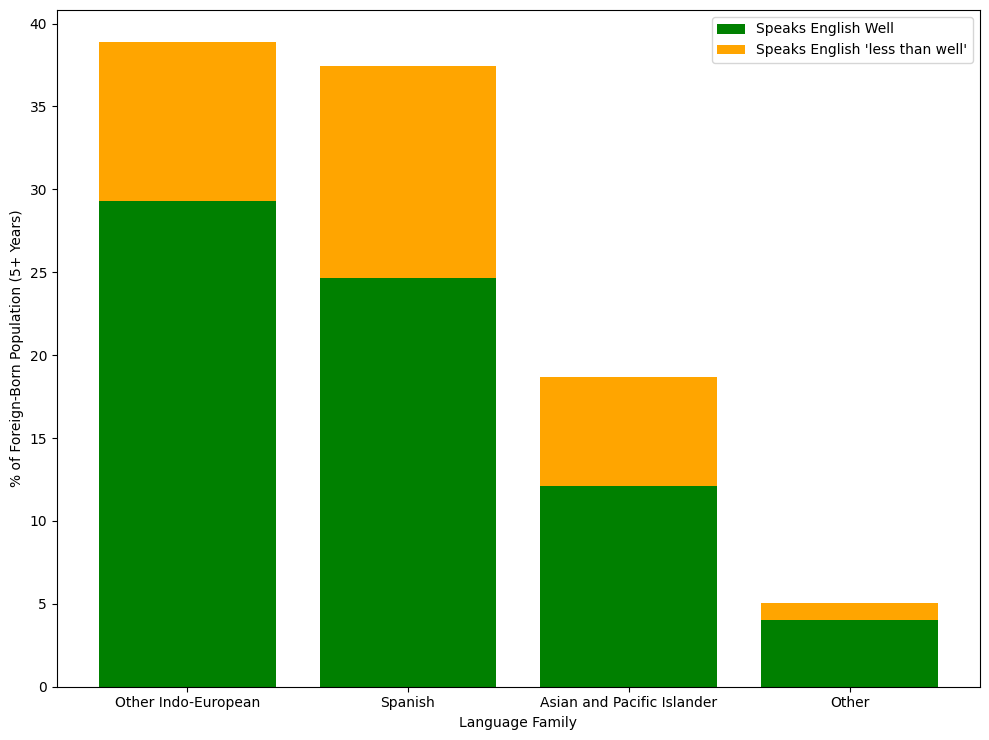 Speaks English Well
Speaks English 'less than well'
% of Foreign-Born Population (5+ Years)
40
35
30
25
20
15
10
5
0
Other Indo-European
Spanish
Asian and Pacific Islander
Other
Language Family